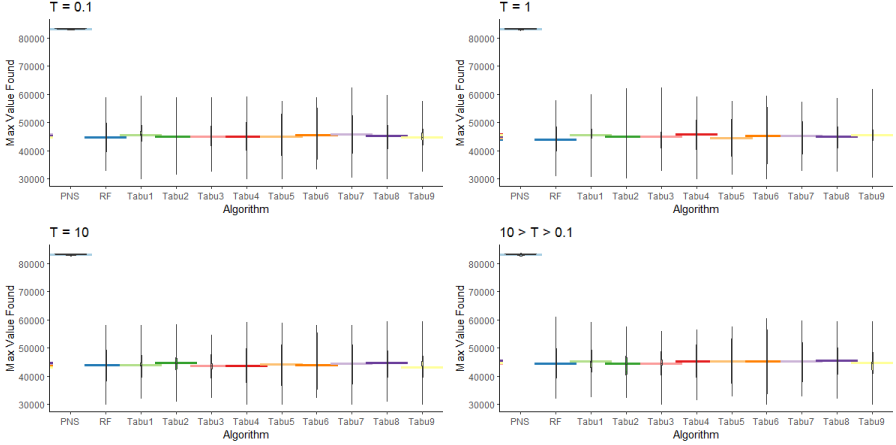 T = 0.1
Max Value Found
80000
70000
60000
50000
40000
30000
PNS RF Tabu1 Tabu2 Tabu3 Tabu4 Tabu5 Tabu6 Tabu7 Tabu8 Tabu9
Algorithm
T = 1
Max Value Found
80000
70000
60000
50000
40000
30000
PNS RF Tabu1 Tabu2 Tabu3 Tabu4 Tabu5 Tabu6 Tabu7 Tabu8 Tabu9
Algorithm
T = 10
Max Value Found
80000
70000
60000
50000
40000
30000
PNS RF Tabu1 Tabu2 Tabu3 Tabu4 Tabu5 Tabu6 Tabu7 Tabu8 Tabu9
Algorithm
10 > T > 0.1
Max Value Found
80000
70000
60000
50000
40000
30000
PNS RF Tabu1 Tabu2 Tabu3 Tabu4 Tabu5 Tabu6 Tabu7 Tabu8 Tabu9
Algorithm